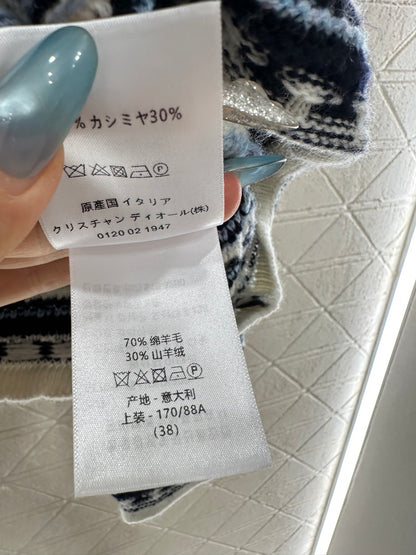 % カシミヤ30%
原産国 イタリア
クリスチャン ディオール(株)
0120 02 1947
70% 绵羊毛
30% 山羊绒
产地 - 意大利
上装 - 170/88A
(38)